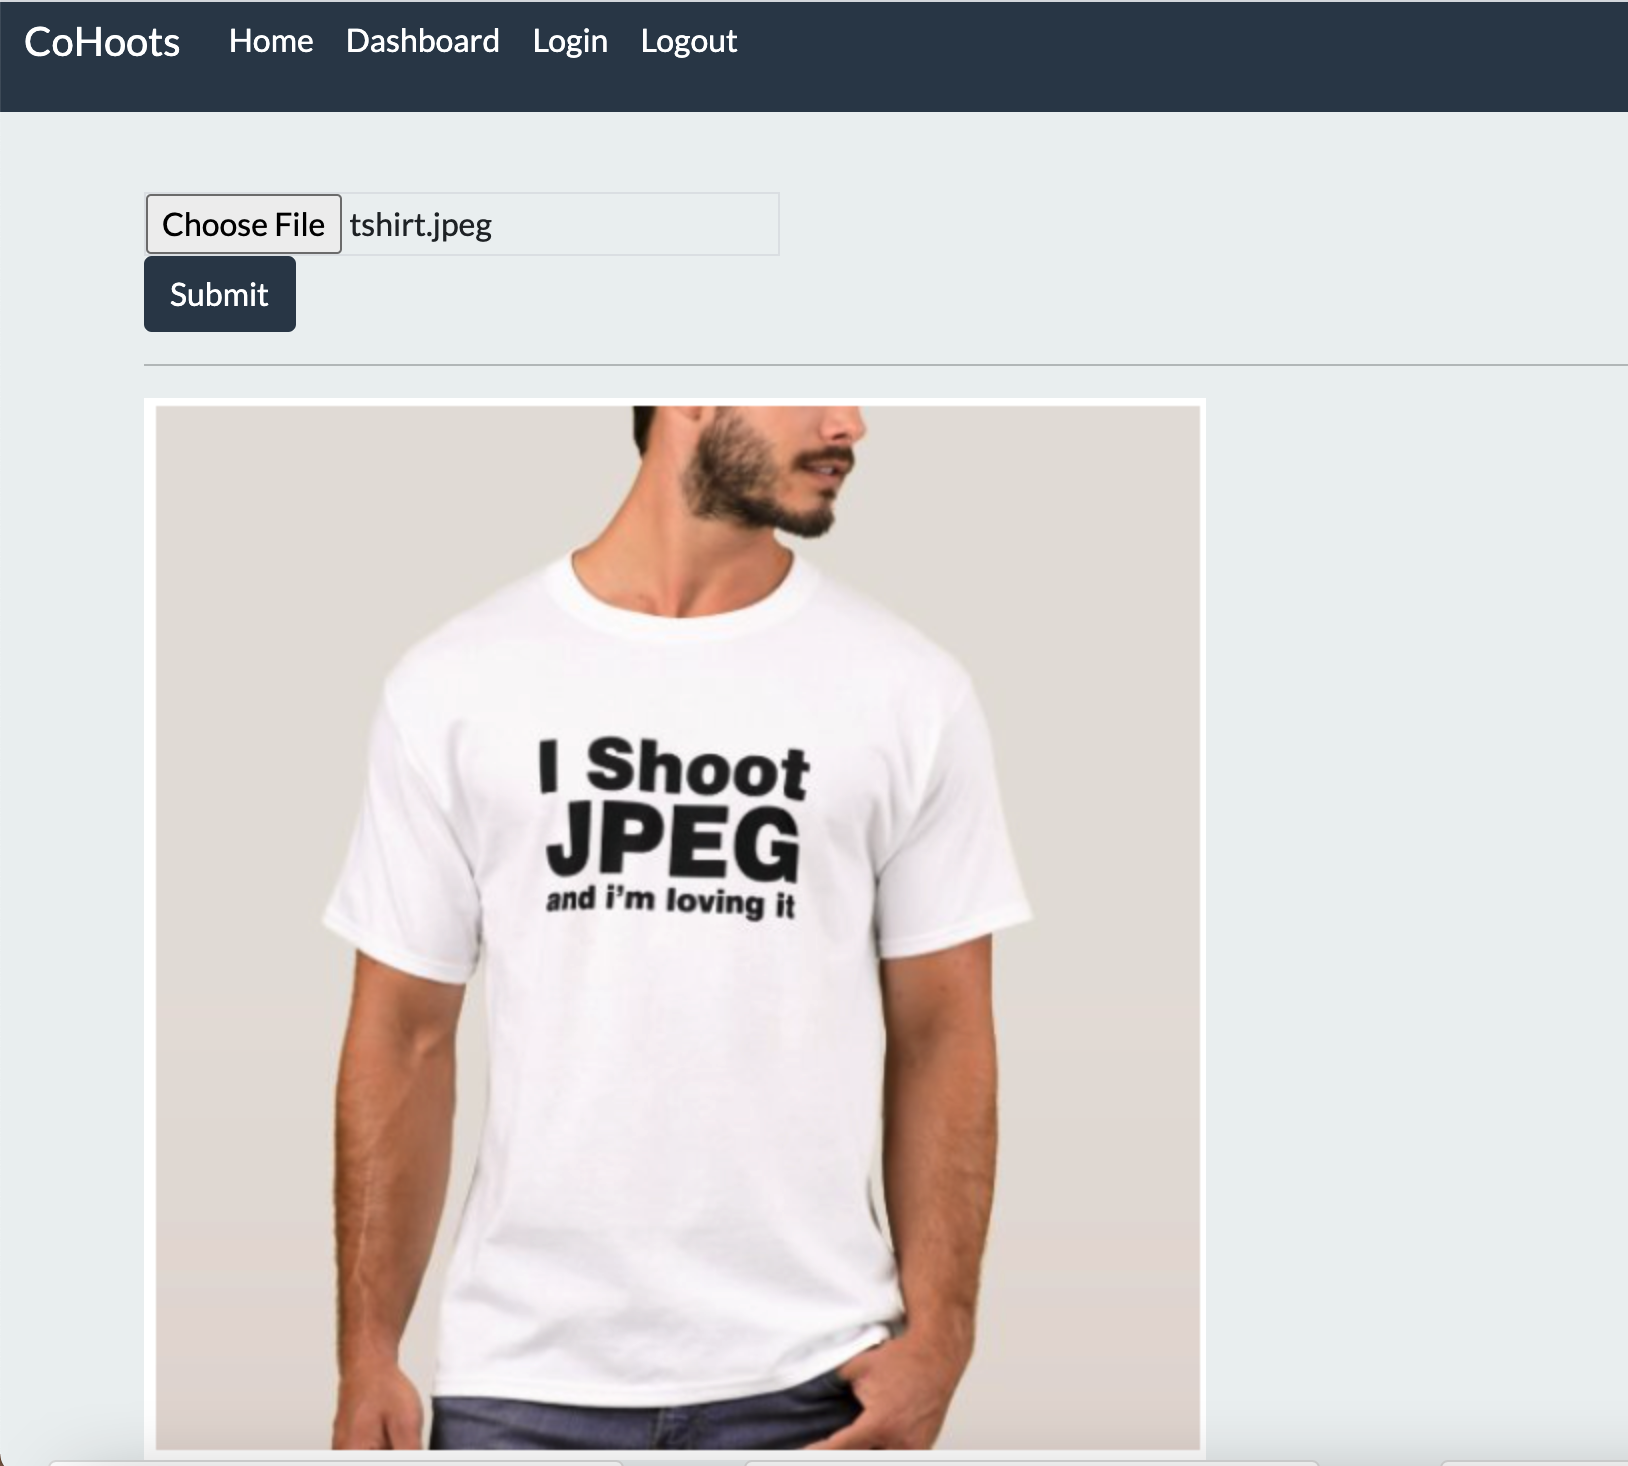 CoHoots Home Dashboard Login Logout
Choose File tshirt.jpeg
Submit
I Shoot
JPEG
and i'm loving it